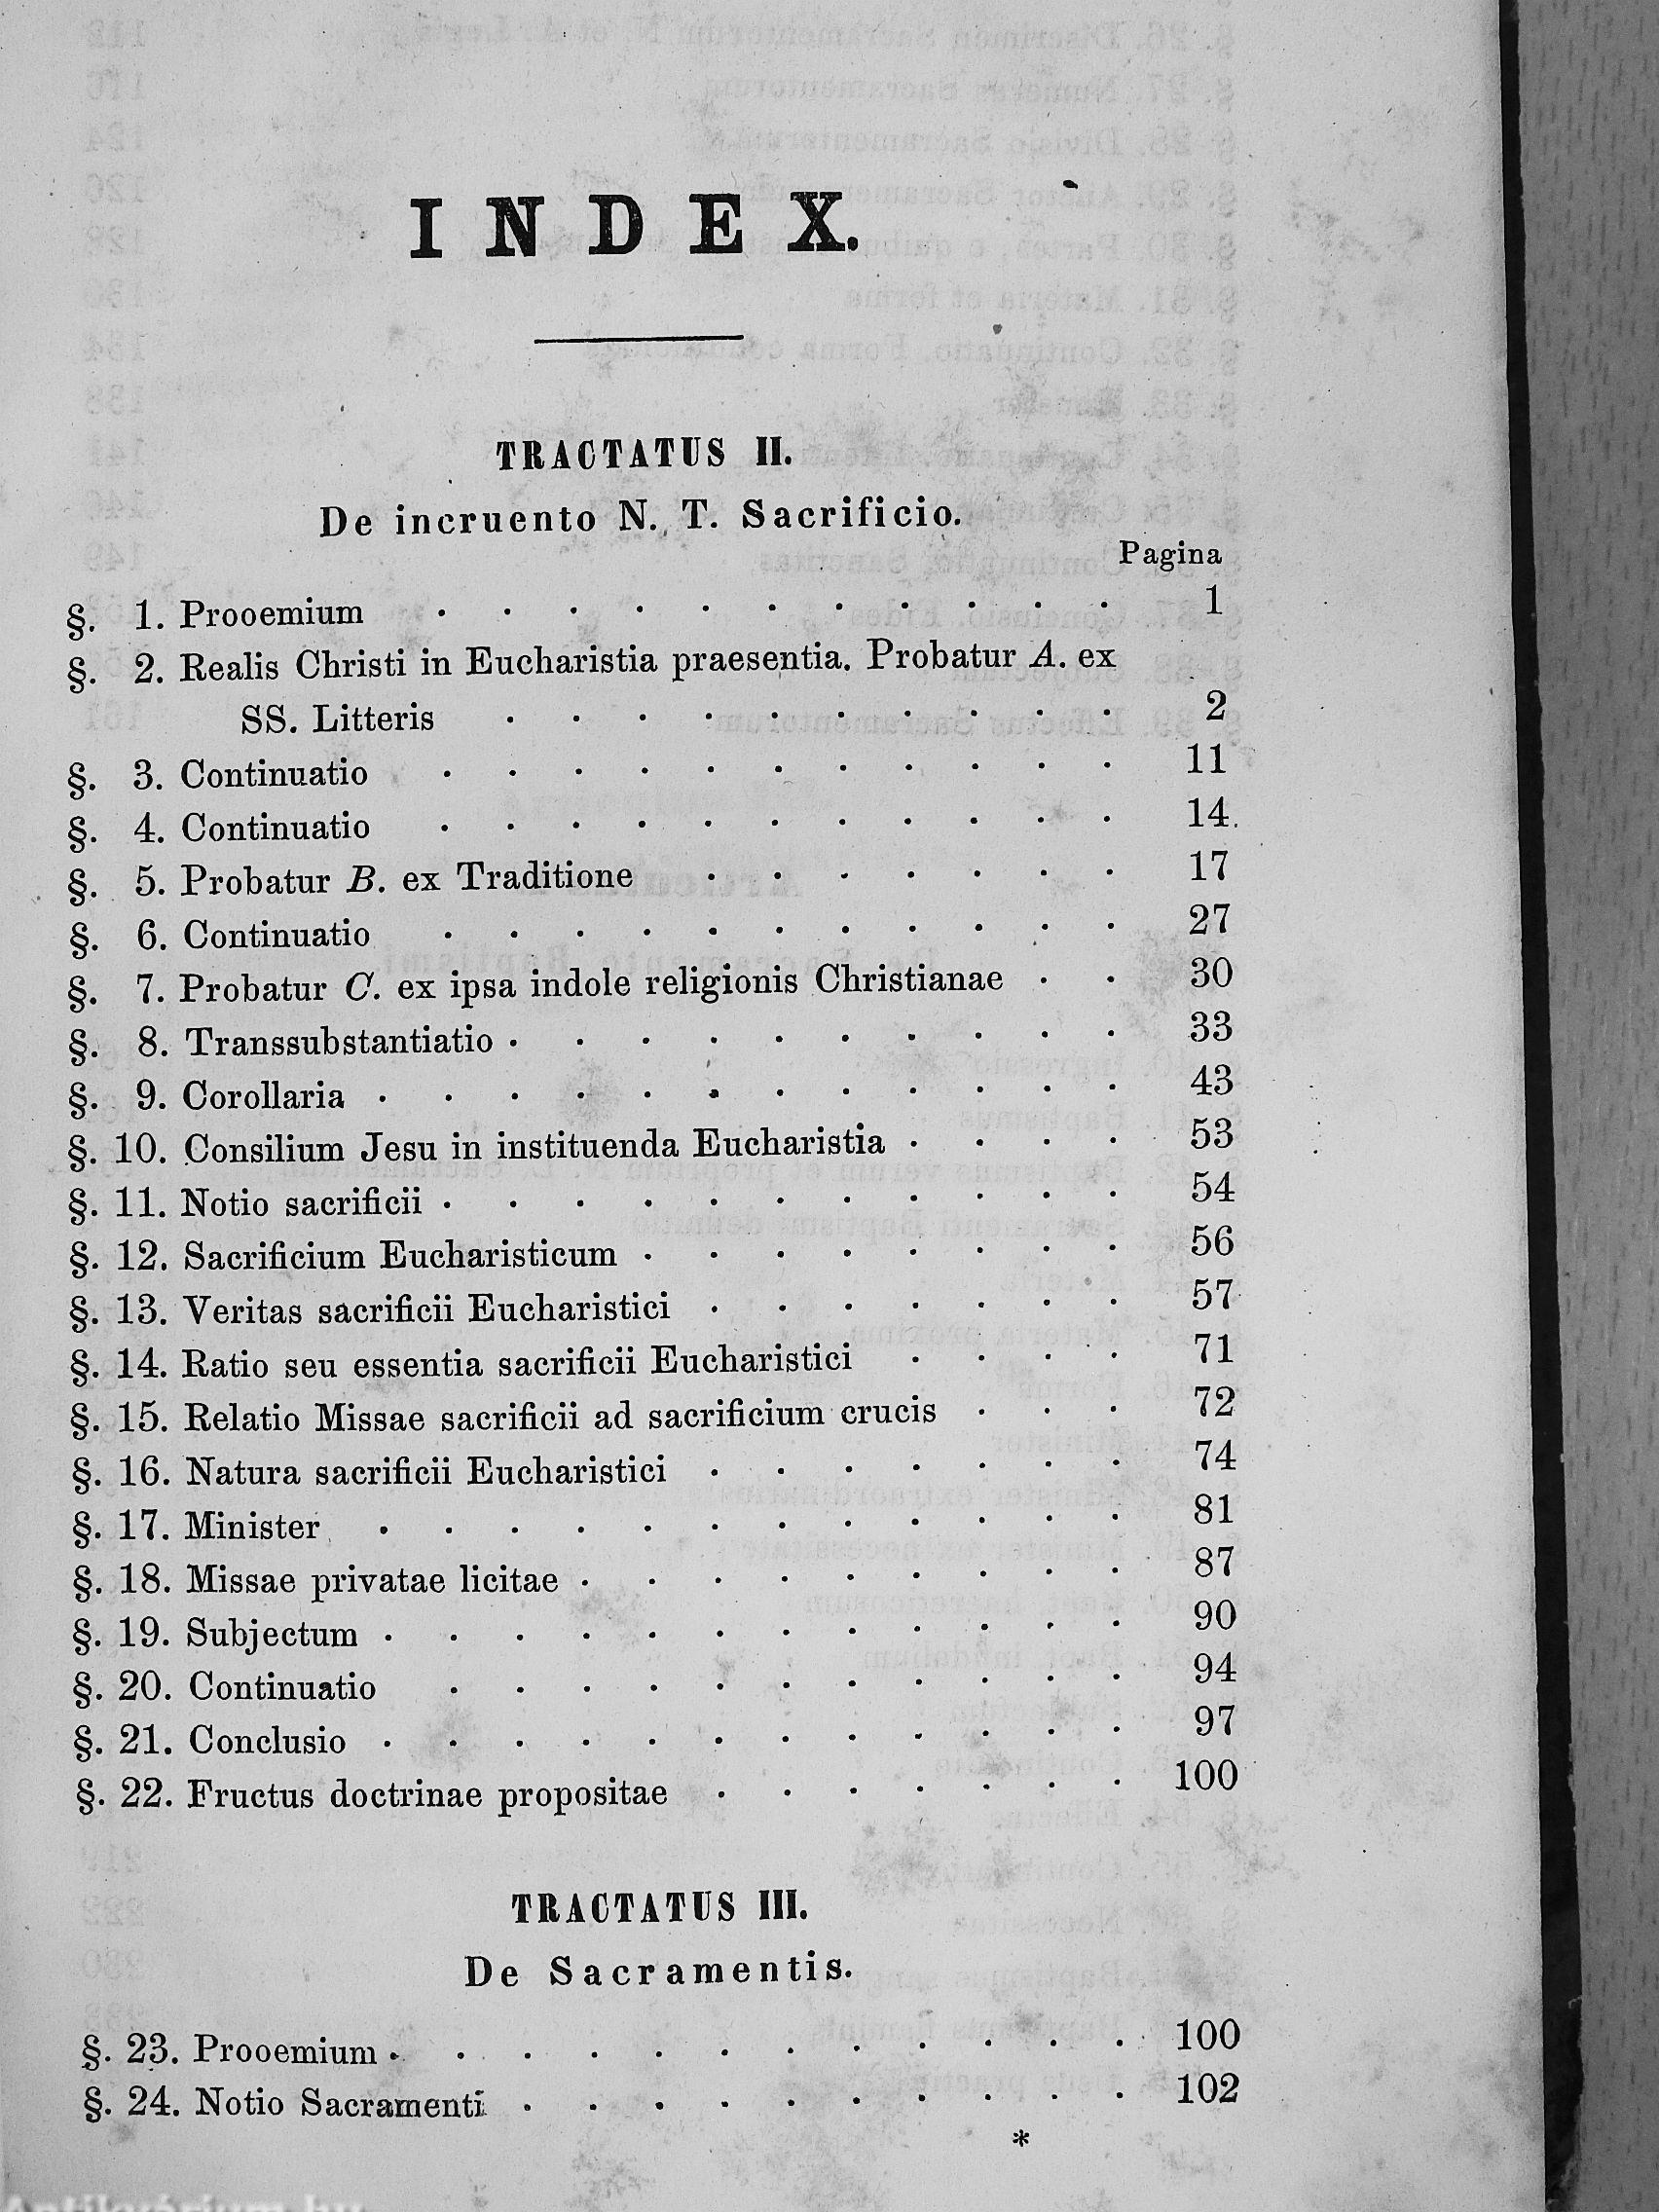 INDEX.
TRACTATUS II.
De incruento N. T. Sacrificio.
Pagina
§. 1. Prooemium . . . . . . . . . . . 1
§. 2. Realis Christi in Eucharistia praesentia. Probatur A. ex
SS. Litteris . . . . . . . . . . 2
§. 3. Continuatio . . . . . . . . . . . 11
§. 4. Continuatio . . . . . . . . . . . 14
§. 5. Probatur B. ex Traditione . . . . . . . 17
§. 6. Continuatio . . . . . . . . . . . 27
§. 7. Probatur C. ex ipsa indole religionis Christianae . . 30
§. 8. Transsubstantiatio . . . . . . . . . . 33
§. 9. Corollaria . . . . . . . . . . . . 43
§. 10. Consilium Jesu in instituenda Eucharistia . . . . 53
§. 11. Notio sacrificii . . . . . . . . . . . 54
§. 12. Sacrificium Eucharisticum . . . . . . . . 56
§. 13. Veritas sacrificii Eucharistici . . . . . . . 57
§. 14. Ratio seu essentia sacrificii Eucharistici . . . . 71
§. 15. Relatio Missae sacrificii ad sacrificium crucis . . . 72
§. 16. Natura sacrificii Eucharistici . . . . . . . 74
§. 17. Minister . . . . . . . . . . . . 81
§. 18. Missae privatae licitae . . . . . . . . . 87
§. 19. Subjectum . . . . . . . . . . . . 90
§. 20. Continuatio . . . . . . . . . . . 94
§. 21. Conclusio . . . . . . . . . . . . 97
§. 22. Fructus doctrinae propositae . . . . . . . 100
TRACTATUS III.
De Sacramentis.
§. 23. Prooemium . . . . . . . . . . . . 100
§. 24. Notio Sacramenti . . . . . . . . . . 102
*